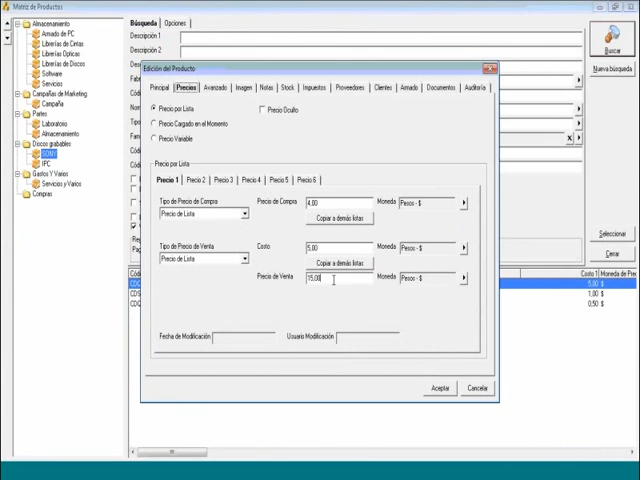 Matriz de Productos
Almacenamiento
Armado de PC
Librerías de Cintas
Librerías Opticas
Librerías de Discos
Software
Servicios
Campañas de Marketing
Campaña
Partes
Laboratorio
Almacenamiento
Discos grabables
SONY
IPC
Gastos Y Varios
Servicios y Varios
Compras
Búsqueda Opciones
Descripción 1
Descripción 2
Buscar
Nueva búsqueda
Seleccionar
Cerrar
Edición del Producto
Principal Precios Avanzado Imagen Notas Stock Impuestos Proveedores Clientes Armado Documentos Auditoría
Precio por Lista
Precio Oculto
Precio Cargado en el Momento
Precio Variable
Precio por Lista
Precio 1 Precio 2 Precio 3 Precio 4 Precio 5 Precio 6
Tipo de Precio de Compra
Precio de Compra 4,00 Moneda Pesos - $
Precio de Lista
Copiar a demás listas
Tipo de Precio de Venta
Costo 5,00 Moneda Pesos - $
Precio de Lista
Copiar a demás listas
Precio de Venta 15,00 Moneda Pesos - $
Fecha de Modificación
Usuario Modificación
Aceptar Cancelar
Costo 1 Moneda de Prec
5,00 $
1,00 $
0,50 $